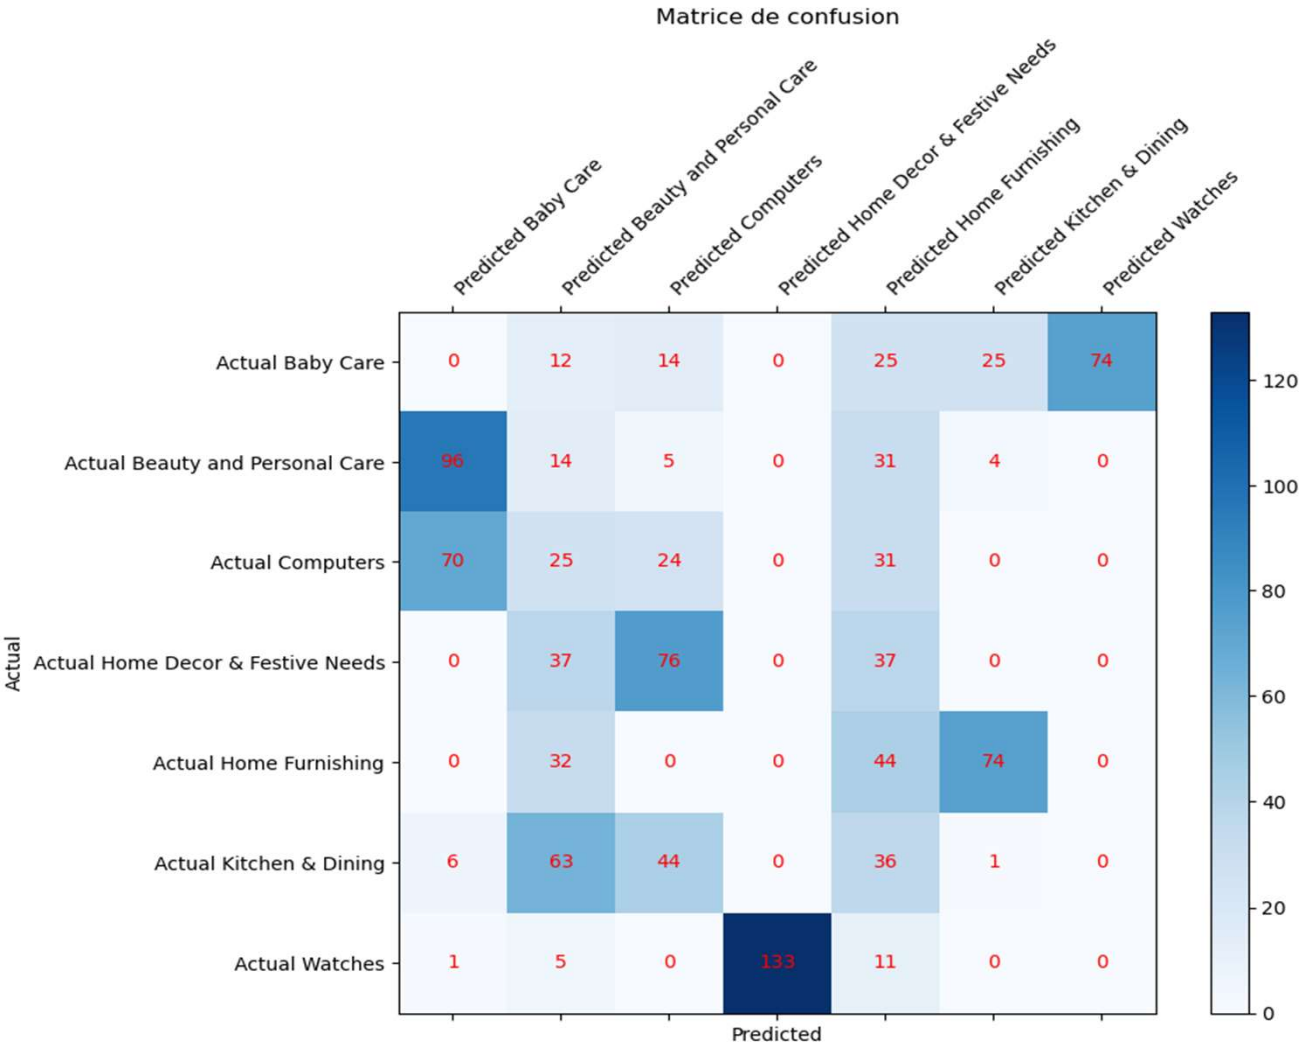 Matrice de confusion
Predicted Baby Care
Predicted Beauty and Personal Care
Predicted Computers
Predicted Home Decor & Festive Needs
Predicted Home Furnishing
Predicted Kitchen & Dining
Predicted Watches
Actual Baby Care 0 12 14 0 25 25 74
Actual Beauty and Personal Care 96 14 5 0 31 4 0
Actual Computers 70 25 24 0 31 0 0
Actual Home Decor & Festive Needs 0 37 76 0 37 0 0
Actual Home Furnishing 0 32 0 0 44 74 0
Actual Kitchen & Dining 6 63 44 0 36 1 0
Actual Watches 1 5 0 133 11 0 0
Actual
Predicted
120
100
80
60
40
20
0